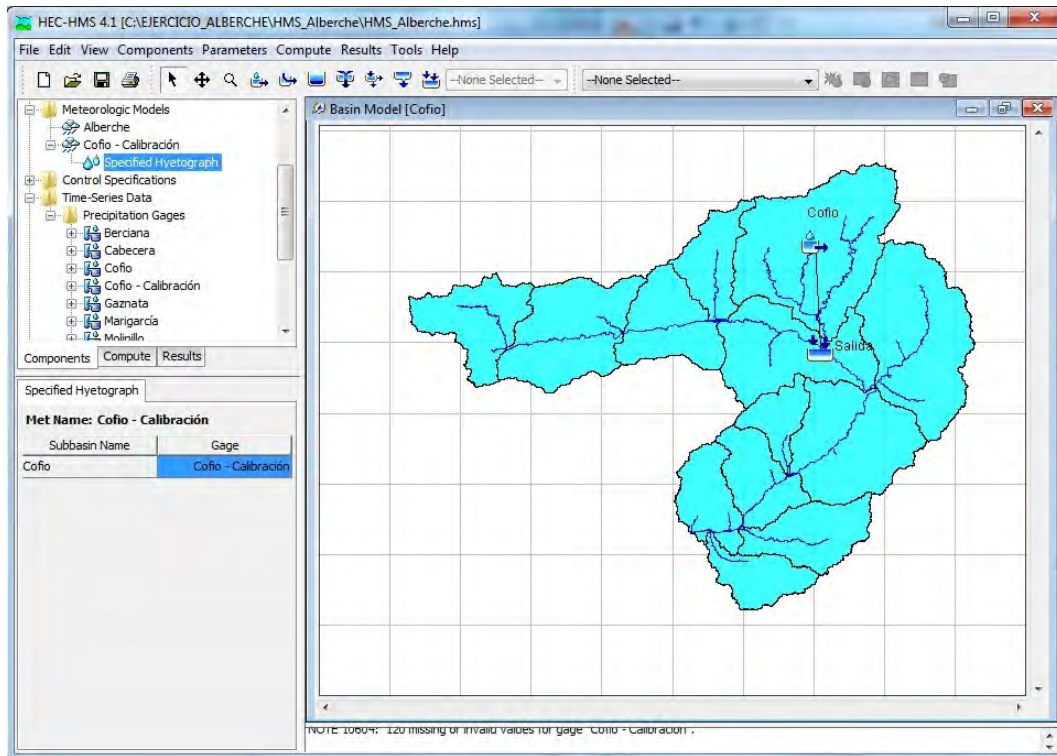 HEC-HMS 4.1 [C:\EJERCICIO_ALBERCHE\HMS_Alberche\HMS_Alberche.hms]
File Edit View Components Parameters Compute Results Tools Help
--None Selected--
--None Selected--
Meteorologic Models
Alberche
Cofio - Calibración
Specified Hyetograph
Control Specifications
Time-Series Data
Precipitation Gages
Berciana
Cabecera
Cofio
Cofio - Calibración
Gaznata
Marigarcía
Molinillo
Components Compute Results
Specified Hyetograph
Met Name: Cofio - Calibración
Subbasin Name Gage
Cofio Cofio - Calibración
Basin Model [Cofio]
Cofio
Salida
NOTE 10604: 120 missing or invalid values for gage "Cofio - Calibración".